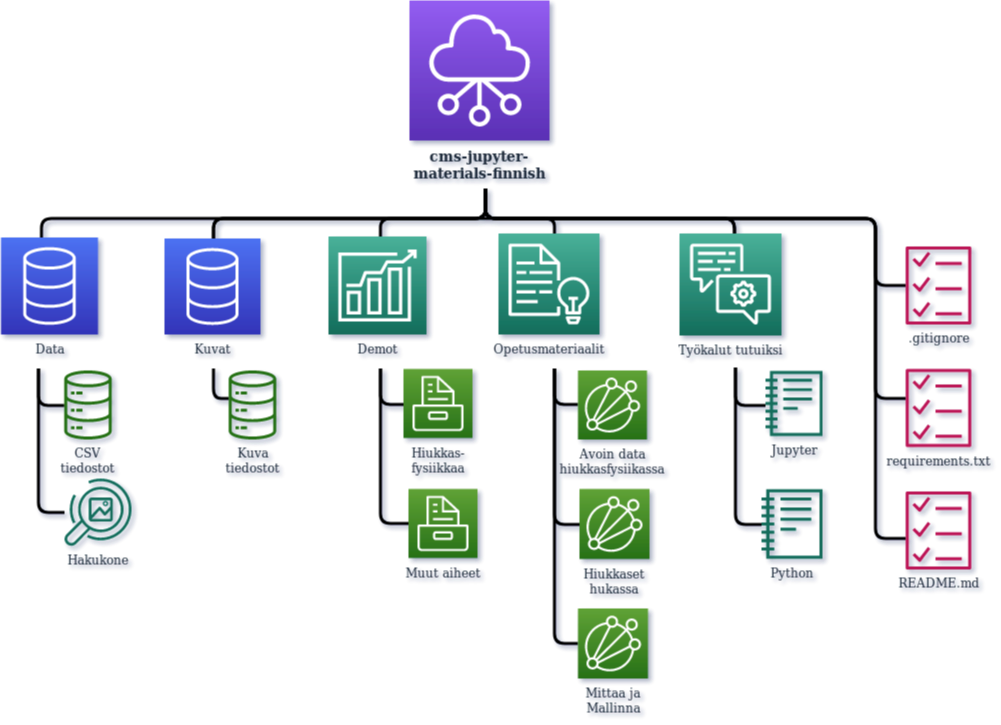 cms-jupyter-
materials-finnish
Data
Kuvat
Demot
Opetusmateriaalit
Työkalut tutuiksi
.gitignore
CSV
tiedostot
Kuva
tiedostot
Hiukkas-
fysiikkaa
Avoin data
hiukkasfysiikassa
Jupyter
requirements.txt
Hakukone
Muut aiheet
Hiukkaset
hukassa
Python
README.md
Mittaa ja
Mallinna